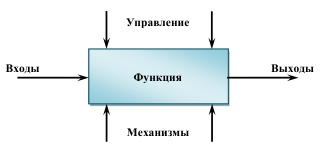 Управление
Входы
Функция
Выходы
Механизмы